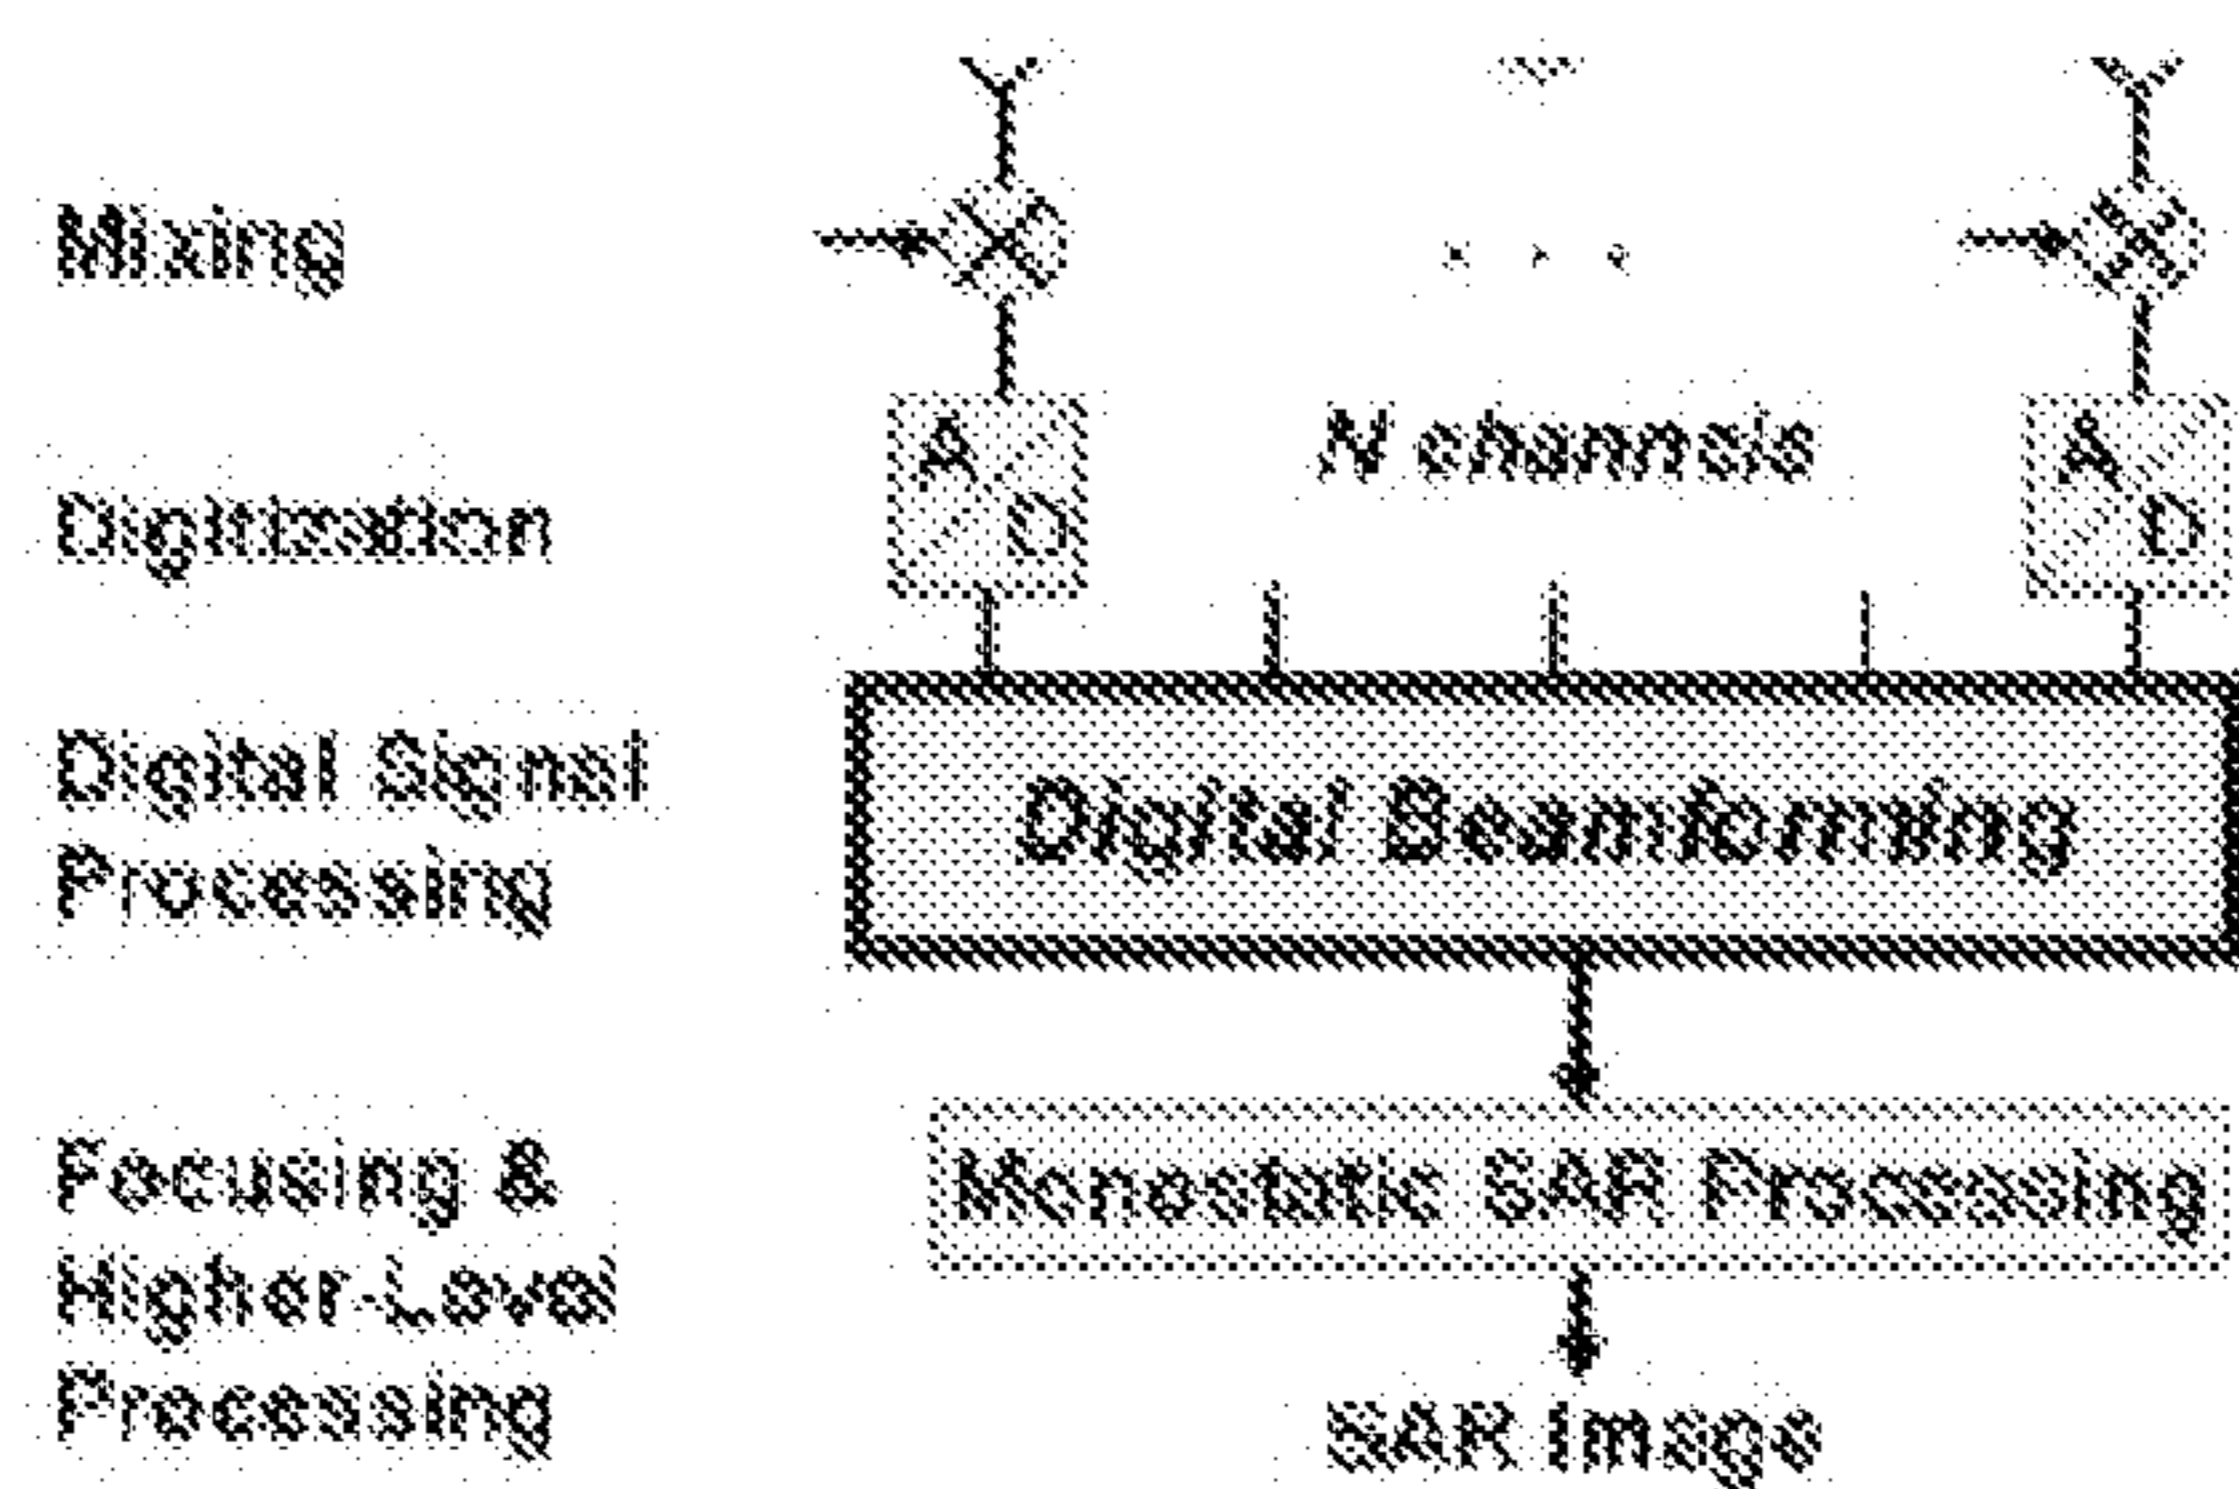 Mixing
A
D
N channels
A
D
Digitization
Digital Signal
Processing
Digital Beamforming
Focusing &
Higher-Level
Processing
Monostatic SAR Processing
SAR Image